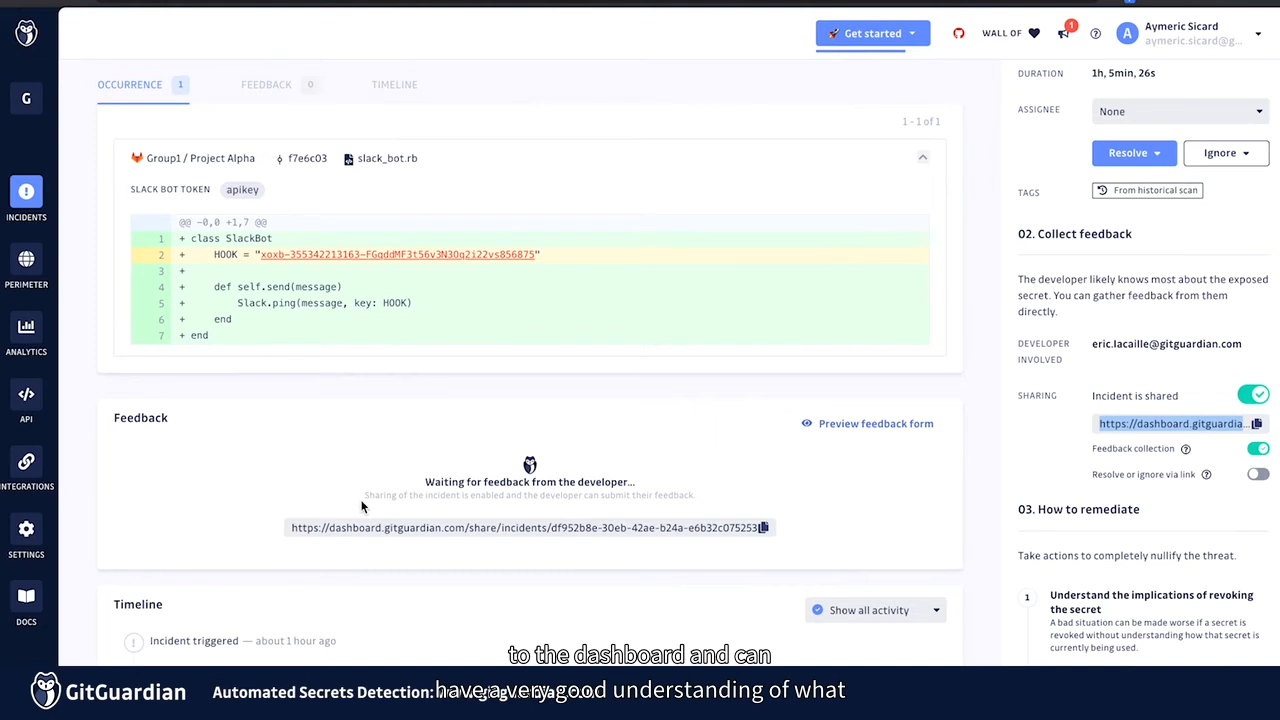 Get started
WALL OF
1
A
Aymeric Sicard
aymeric.sicard@g...
G
INCIDENTS
PERIMETER
ANALYTICS
API
INTEGRATIONS
SETTINGS
DOCS
OCCURRENCE 1
FEEDBACK 0
TIMELINE
1 - 1 of 1
Group1 / Project Alpha f7e6c03 slack_bot.rb
SLACK BOT TOKEN apikey
@@ -0,0 +1,7 @@
1 + class SlackBot
2 + HOOK = "xoxb-355342213163-FGqddMF3t56v3N3Oq2i22vs856875"
3 +
4 + def self.send(message)
5 + Slack.ping(message, key: HOOK)
6 + end
7 + end
Feedback
Preview feedback form
Waiting for feedback from the developer...
Sharing of the incident is enabled and the developer can submit their feedback.
https://dashboard.gitguardian.com/share/incidents/df952b8e-30eb-42ae-b24a-e6b32c075253
Timeline
Show all activity
Incident triggered — about 1 hour ago
DURATION 1h, 5min, 26s
ASSIGNEE None
Resolve
Ignore
TAGS From historical scan
02. Collect feedback
The developer likely knows most about the exposed
secret. You can gather feedback from them
directly.
DEVELOPER
INVOLVED
eric.lacaille@gitguardian.com
SHARING Incident is shared
https://dashboard.gitguardia...
Feedback collection
Resolve or ignore via link
03. How to remediate
Take actions to completely nullify the threat.
1
Understand the implications of revoking
the secret
A bad situation can be made worse if a secret is
revoked without understanding how that secret is
currently being used.
to the dashboard and can
have a very good understanding of what
GitGuardian
Automated Secrets Detection: